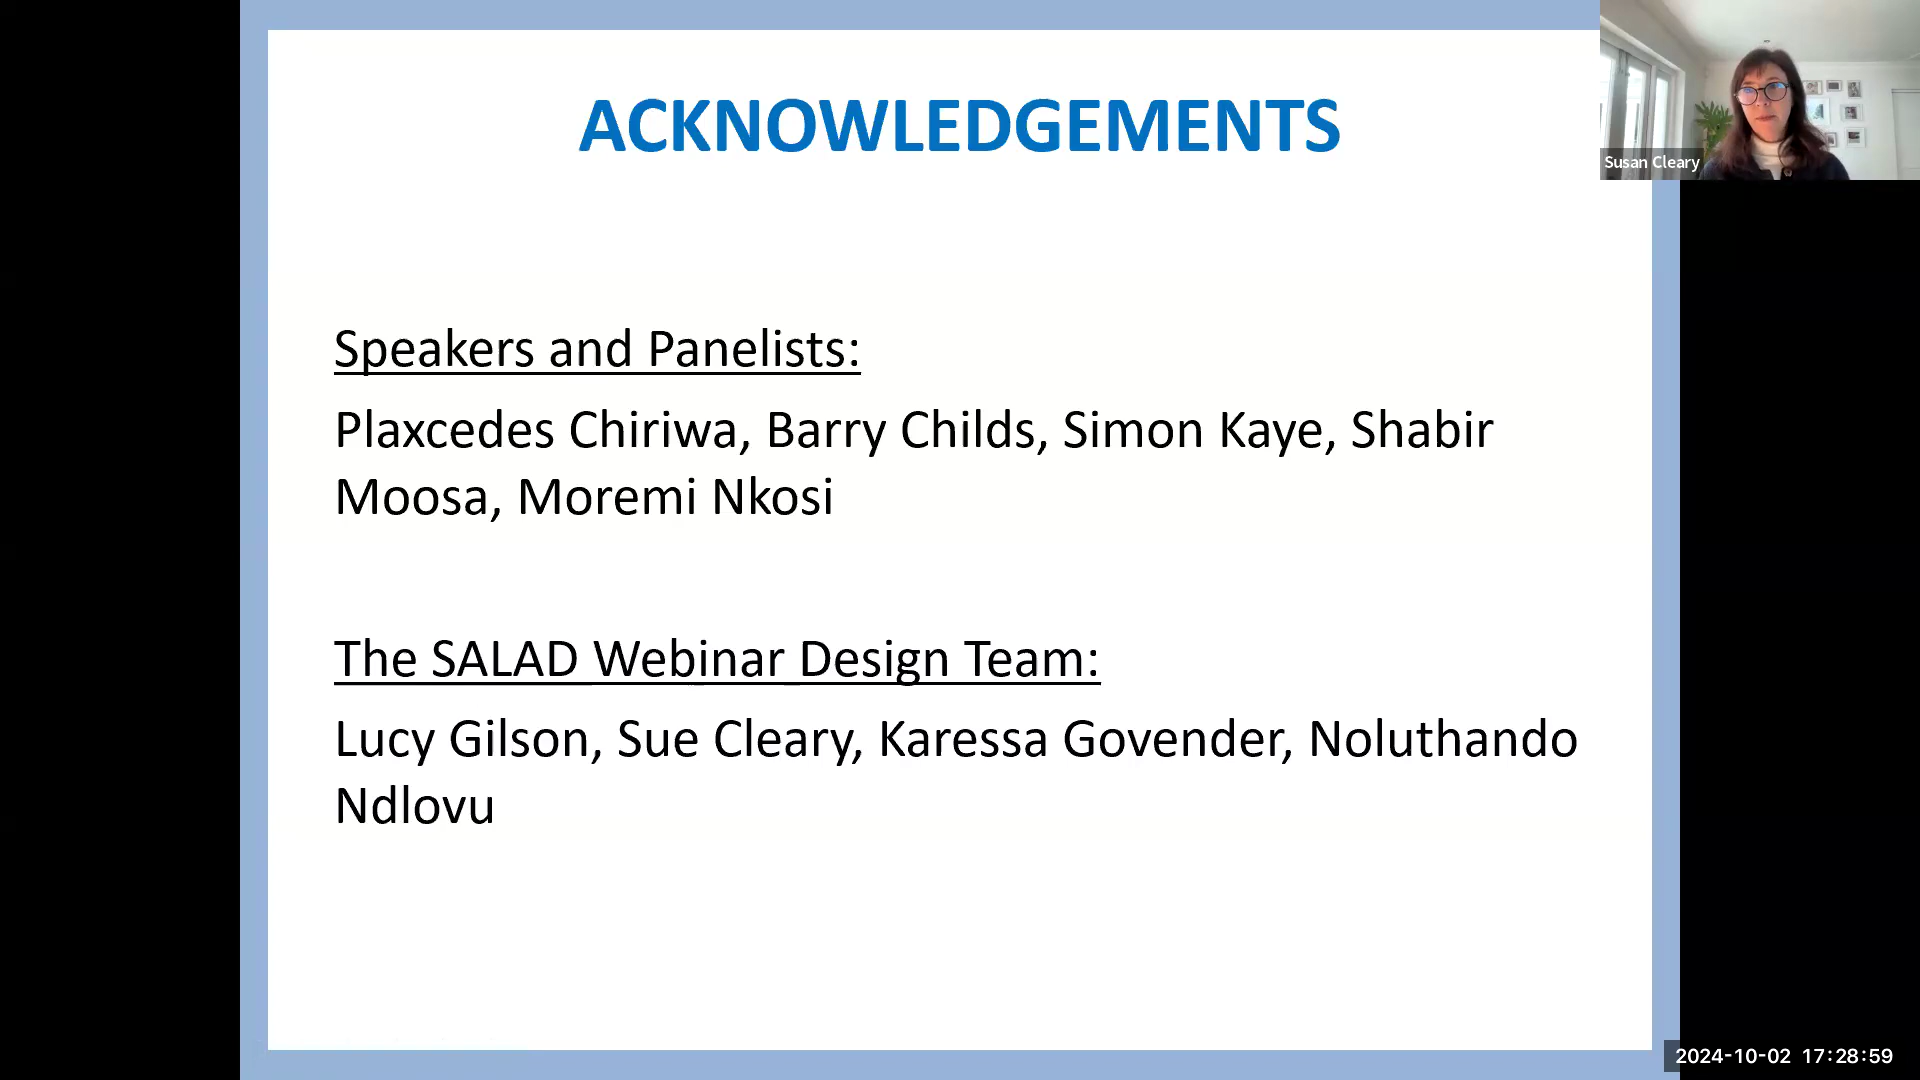 ACKNOWLEDGEMENTS
Susan Cleary
Speakers and Panelists:
Plaxcedes Chiriwa, Barry Childs, Simon Kaye, Shabir
Moosa, Moremi Nkosi
The SALAD Webinar Design Team:
Lucy Gilson, Sue Cleary, Karessa Govender, Noluthando
Ndlovu
2024-10-02 17:28:59